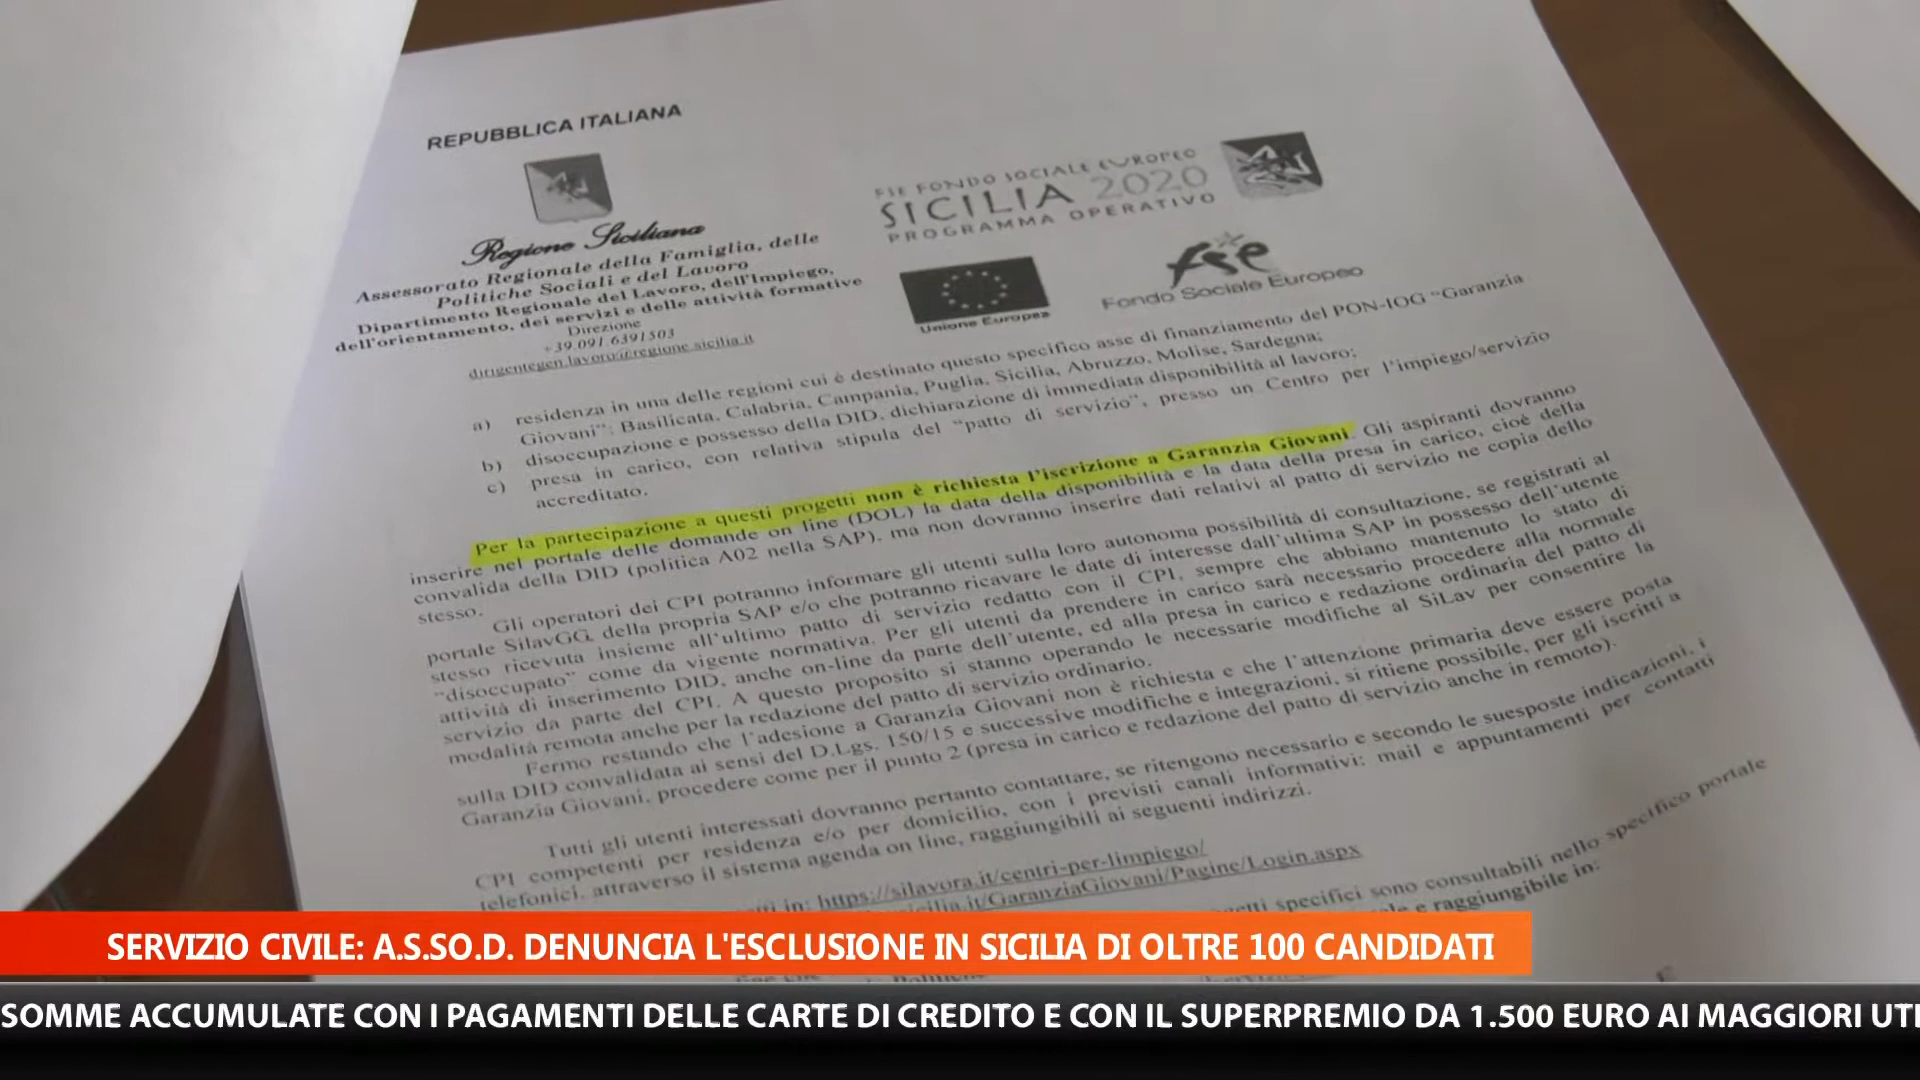 REPUBBLICA ITALIANA
Regione Siciliana
Assessorato Regionale della Famiglia, delle
Politiche Sociali e del Lavoro
Dipartimento Regionale del Lavoro, dell'Impiego,
dell'orientamento, dei servizi e delle attività formative
Direzione
+39.091.6391503
dirigentegen.lavoro@regione.sicilia.it
FSE FONDO SOCIALE EUROPEO
SICILIA 2020
PROGRAMMA OPERATIVO
Unione Europea
fse
Fondo Sociale Europeo
a) residenza in una delle regioni cui è destinato questo specifico asse di finanziamento del PON-IOG "Garanzia
Giovani": Basilicata, Calabria, Campania, Puglia, Sicilia, Abruzzo, Molise, Sardegna;
b) disoccupazione e possesso della DID, dichiarazione di immediata disponibilità al lavoro;
c) presa in carico, con relativa stipula del "patto di servizio", presso un Centro per l'impiego/servizio
accreditato.
Per la partecipazione a questi progetti non è richiesta l'iscrizione a Garanzia Giovani. Gli aspiranti dovranno
inserire nel portale delle domande on line (DOL) la data della disponibilità e la data della presa in carico, cioè della
convalida della DID (politica A02 nella SAP), ma non dovranno inserire dati relativi al patto di servizio ne copia dello
stesso.
Gli operatori dei CPI potranno informare gli utenti sulla loro autonoma possibilità di consultazione, se registrati al
portale SilavGG, della propria SAP e/o che potranno ricavare le date di interesse dall'ultima SAP in possesso dell'utente
stesso ricevuta insieme all'ultimo patto di servizio redatto con il CPI, sempre che abbiano mantenuto lo stato di
"disoccupato" come da vigente normativa. Per gli utenti da prendere in carico sarà necessario procedere alla normale
attività di inserimento DID, anche on-line da parte dell'utente, ed alla presa in carico e redazione ordinaria del patto di
servizio da parte del CPI. A questo proposito si stanno operando le necessarie modifiche al SiLav per consentire la
modalità remota anche per la redazione del patto di servizio ordinario.
Fermo restando che l'adesione a Garanzia Giovani non è richiesta e che l'attenzione primaria deve essere posta
sulla DID convalidata ai sensi del D.Lgs. 150/15 e successive modifiche e integrazioni, si ritiene possibile, per gli iscritti a
Garanzia Giovani, procedere come per il punto 2 (presa in carico e redazione del patto di servizio anche in remoto).
Tutti gli utenti interessati dovranno pertanto contattare, se ritengono necessario e secondo le suesposte indicazioni, i
CPI competenti per residenza e/o per domicilio, con i previsti canali informativi: mail e appuntamenti per contatti
telefonici, attraverso il sistema agenda on line, raggiungibili ai seguenti indirizzi.
in: https://silavora.it/centri-per-limpiego/
sicilia.it/GaranziaGiovani/Pagine/Login.aspx
specifici sono consultabili nello specifico portale
e raggiungibile in:
SERVIZIO CIVILE: A.S.SO.D. DENUNCIA L'ESCLUSIONE IN SICILIA DI OLTRE 100 CANDIDATI
SOMME ACCUMULATE CON I PAGAMENTI DELLE CARTE DI CREDITO E CON IL SUPERPREMIO DA 1.500 EURO AI MAGGIORI UTI